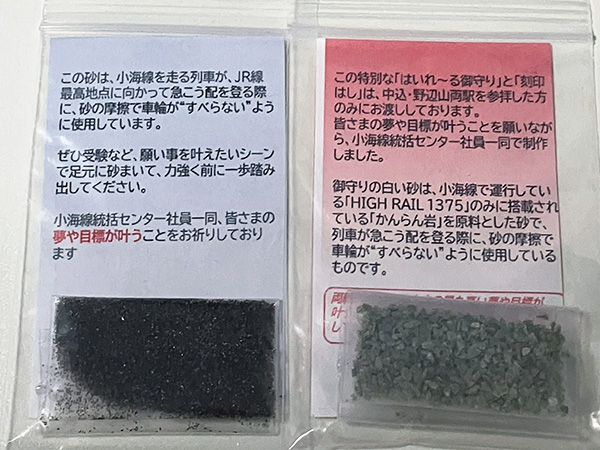 この砂は、小海線を走る列車が、JR線
最高地点に向かって急こう配を登る際
に、砂の摩擦で車輪が“すべらない”よう
に使用しています。
ぜひ受験など、願い事を叶えたいシーン
で足元に砂まいて、力強く前に一歩踏み
出してください。
小海線統括センター社員一同、皆さまの
夢や目標が叶うことをお祈りしており
ます
この特別な「はいれ~る御守り」と「刻印
はし」は、中込・野辺山両駅を参拝した方
のみにお渡ししております。
皆さまの夢や目標が叶うことを願いなが
ら、小海線統括センター社員一同で制作
しました。
御守りの白い砂は、小海線で運行してい
る「HIGH RAIL 1375」のみに搭載され
ている「かんらん岩」を原料とした砂で、
列車が急こう配を登る際に、砂の摩擦で
車輪が“すべらない”ように使用している
ものです。